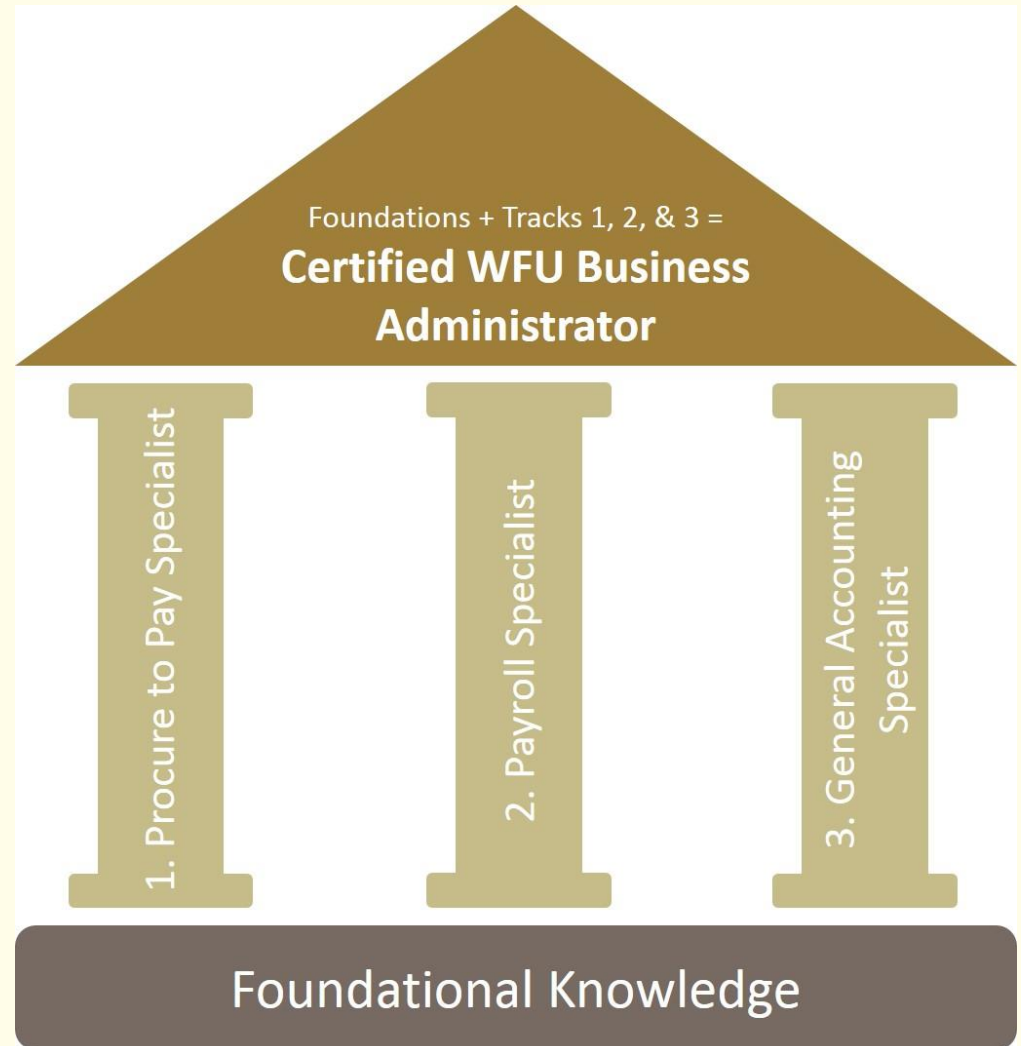 Foundations + Tracks 1, 2, & 3 =
Certified WFU Business
Administrator
1. Procure to Pay Specialist
2. Payroll Specialist
3. General Accounting
Specialist
Foundational Knowledge